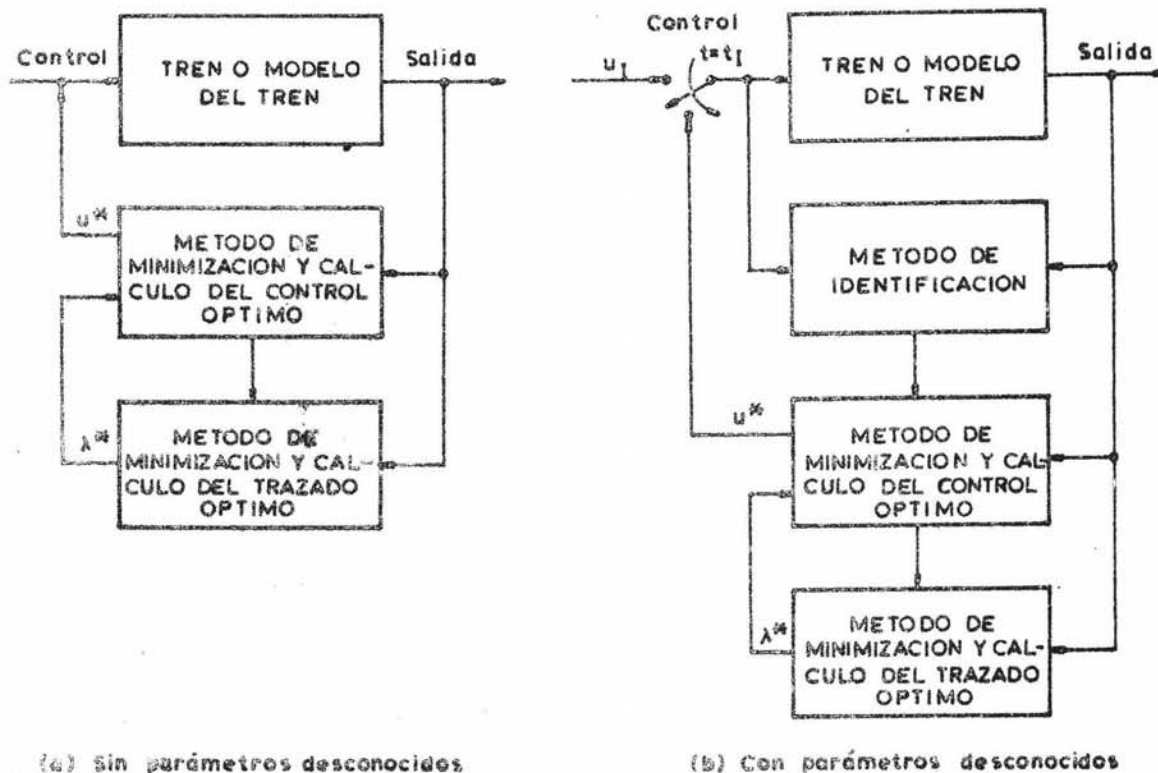 Control
TREN O MODELO
DEL TREN
Salida
u*
METODO DE
MINIMIZACION Y CAL-
CULO DEL CONTROL
OPTIMO
λ*
METODO DE
MINIMIZACION Y CAL-
CULO DEL TRAZADO
OPTIMO
(a) Sin parámetros desconocidos
Control
u_I
t=t_I
TREN O MODELO
DEL TREN
Salida
METODO DE
IDENTIFICACION
u*
METODO DE
MINIMIZACION Y CAL-
CULO DEL CONTROL
OPTIMO
λ*
METODO DE
MINIMIZACION Y CAL-
CULO DEL TRAZADO
OPTIMO
(b) Con parámetros desconocidos